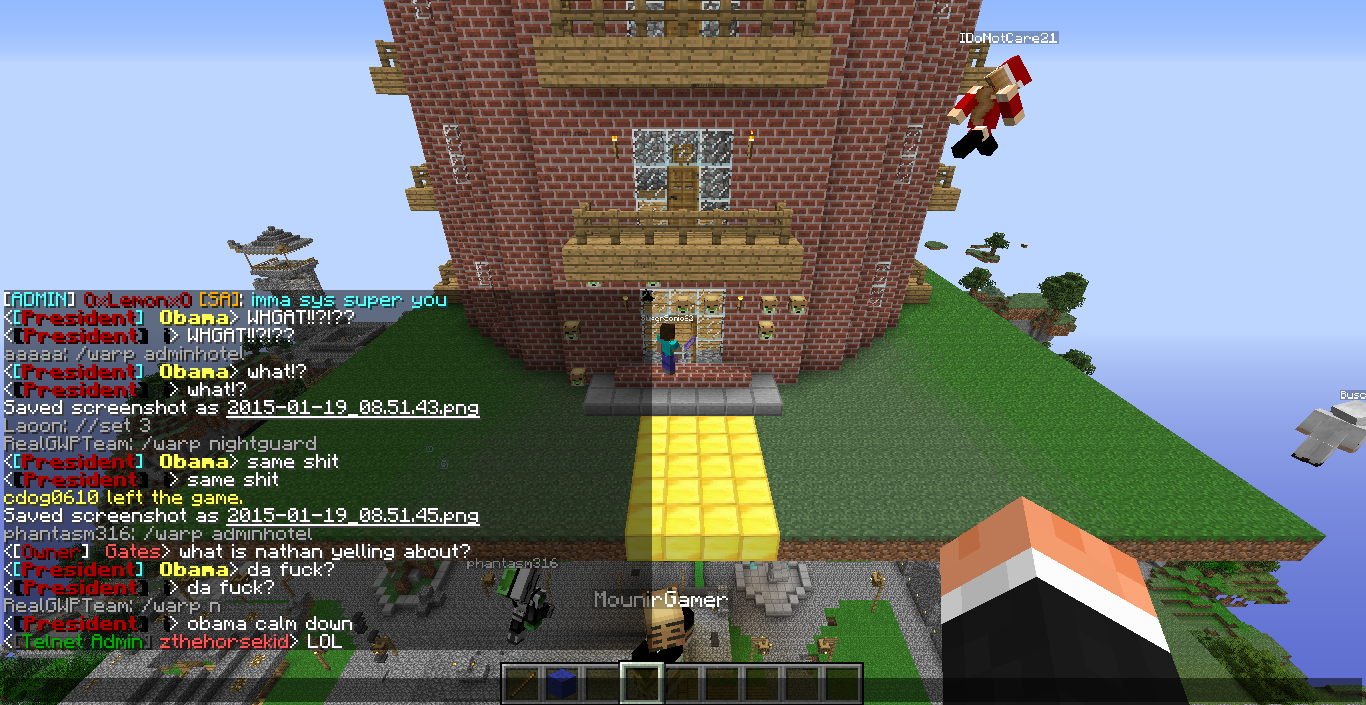 IDoNotCare21
[ADMIN] 0xLemonx0 [SA]: imma sys super you
<[President] Obama> WHGAT!!?!??
<[President] > WHGAT!!?!??
aaaaa: /warp adminhotel
<[President] Obama> what!?
<[President] > what!?
Saved screenshot as 2015-01-19_08.51.43.png
Busc
Laoon: //set 3
RealGWPTeam: /warp nightguard
<[President] Obama> same shit
<[President] > same shit
cdog0610 left the game.
Saved screenshot as 2015-01-19_08.51.45.png
phantasm316: /warp adminhotel
<[Owner] Gates> what is nathan yelling about?
phantasm316
<[President] Obama> da fuck?
<[President] > da fuck?
MounirGamer
RealGWPTeam: /warp n
<[President] > obama calm down
<[Telnet Admin] zthehorsekid> LOL